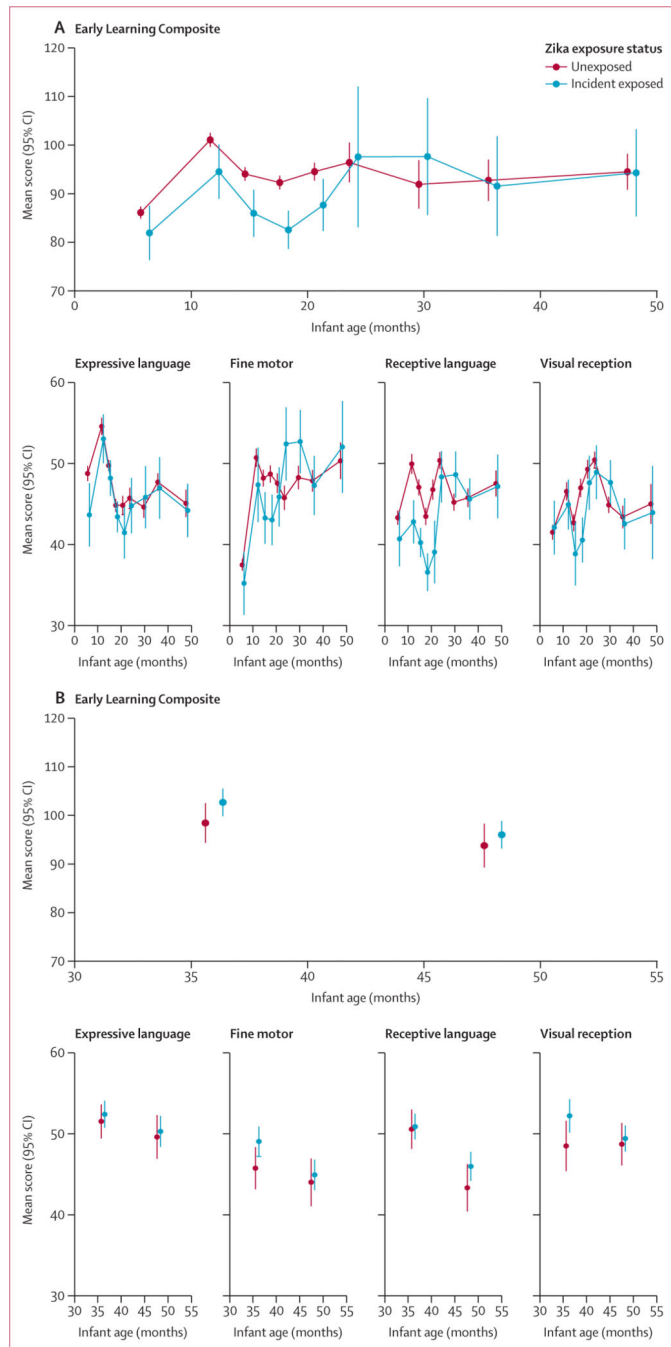 A Early Learning Composite
Zika exposure status
Unexposed
Incident exposed
120
110
100
90
80
70
Mean score (95% CI)
0 10 20 30 40 50
Infant age (months)
Expressive language Fine motor Receptive language Visual reception
60
50
40
30
Mean score (95% CI)
0 10 20 30 40 50 0 10 20 30 40 50 0 10 20 30 40 50 0 10 20 30 40 50
Infant age (months) Infant age (months) Infant age (months) Infant age (months)
B Early Learning Composite
120
110
100
90
80
70
Mean score (95% CI)
30 35 40 45 50 55
Infant age (months)
Expressive language Fine motor Receptive language Visual reception
60
50
40
30
Mean score (95% CI)
30 35 40 45 50 55 30 35 40 45 50 55 30 35 40 45 50 55 30 35 40 45 50 55
Infant age (months) Infant age (months) Infant age (months) Infant age (months)